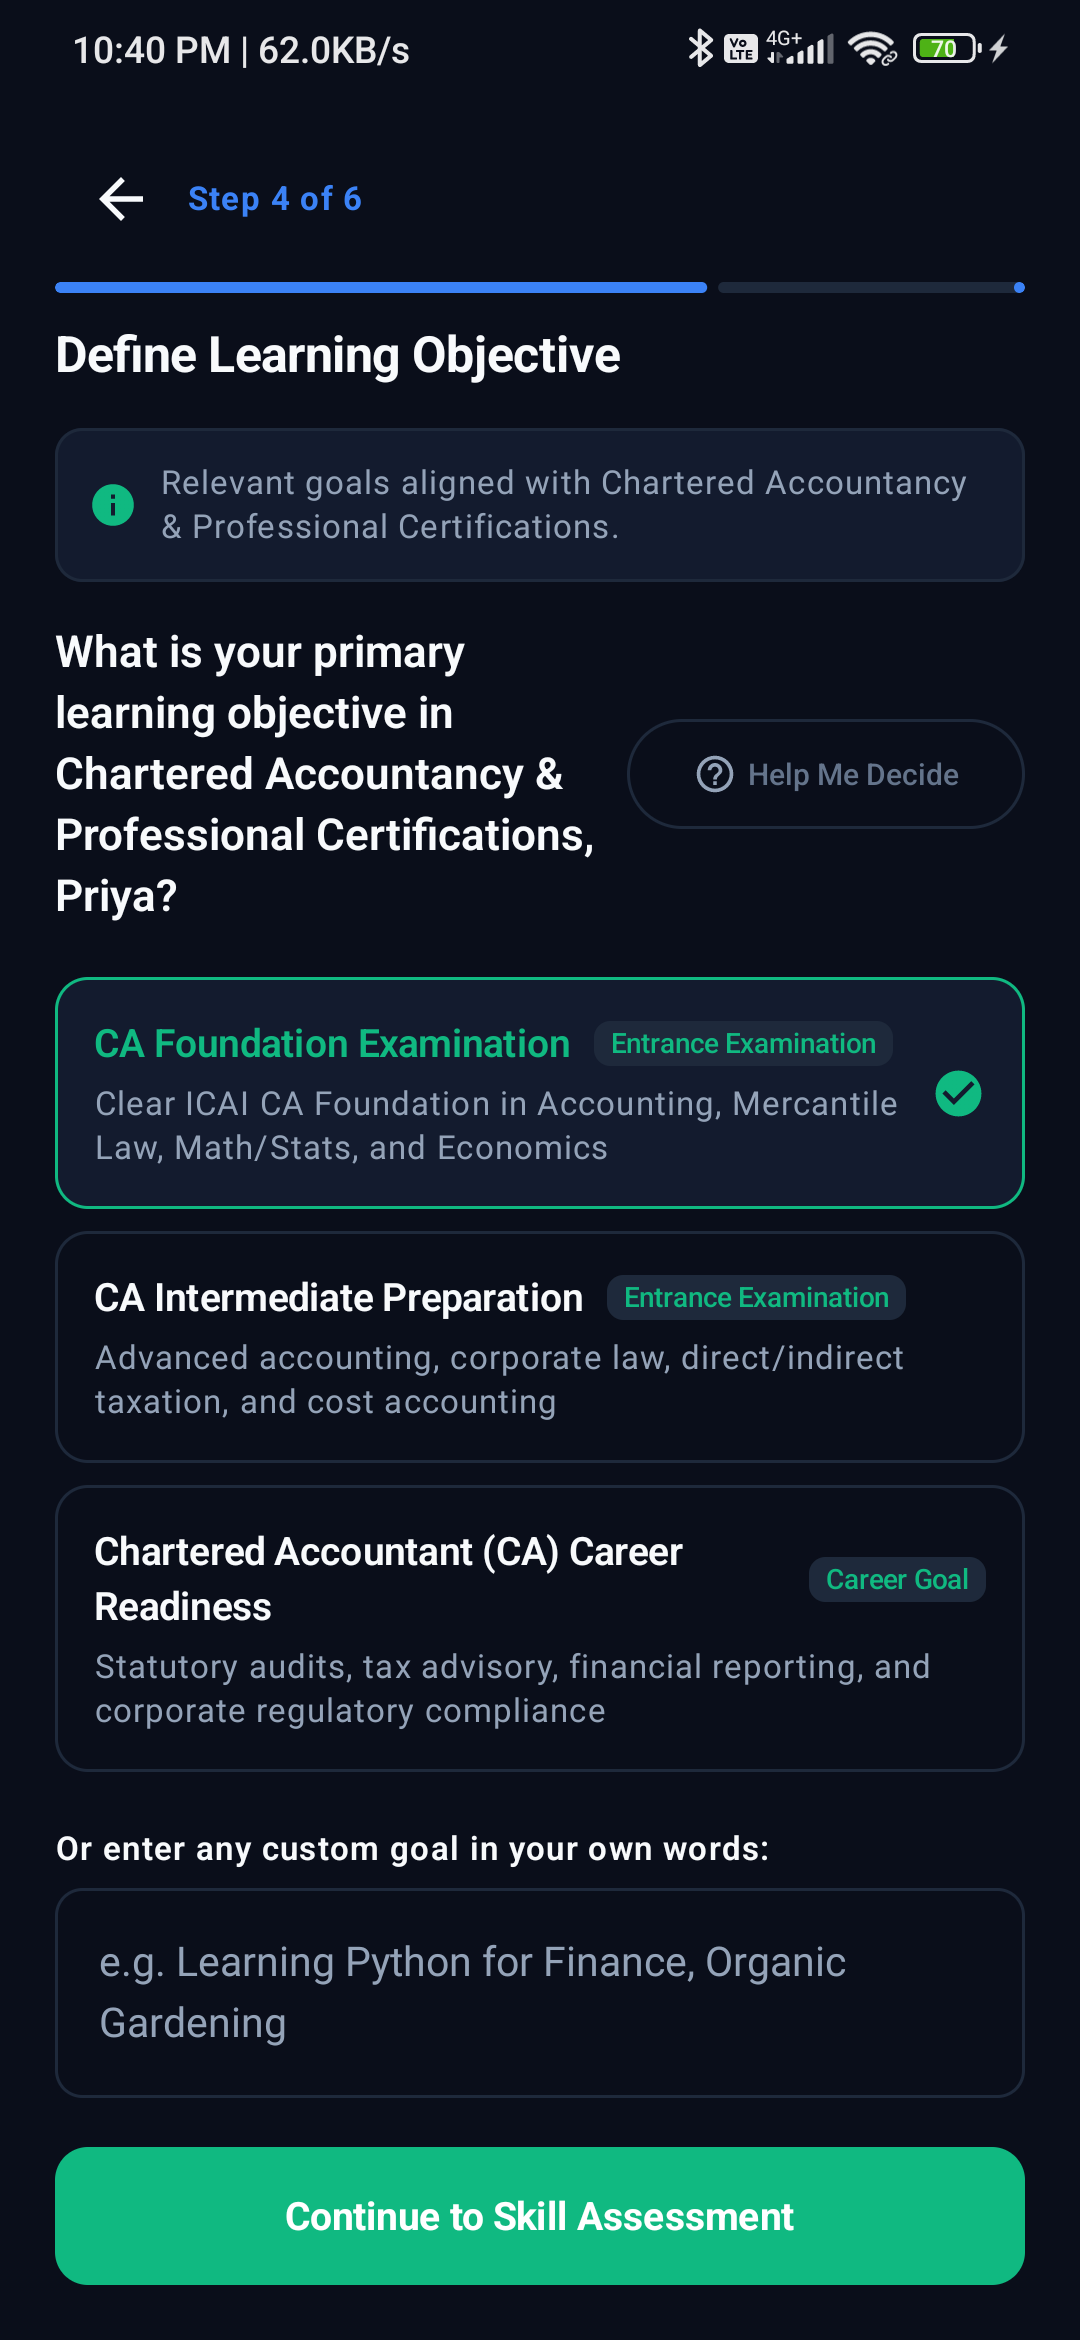 10:40 PM | 62.0KB/s
Vo LTE 4G+ 70
Step 4 of 6
Define Learning Objective
Relevant goals aligned with Chartered Accountancy
& Professional Certifications.
What is your primary
learning objective in
Chartered Accountancy &
Professional Certifications,
Priya?
Help Me Decide
CA Foundation Examination Entrance Examination
Clear ICAI CA Foundation in Accounting, Mercantile
Law, Math/Stats, and Economics
CA Intermediate Preparation Entrance Examination
Advanced accounting, corporate law, direct/indirect
taxation, and cost accounting
Chartered Accountant (CA) Career
Readiness
Career Goal
Statutory audits, tax advisory, financial reporting, and
corporate regulatory compliance
Or enter any custom goal in your own words:
e.g. Learning Python for Finance, Organic
Gardening
Continue to Skill Assessment